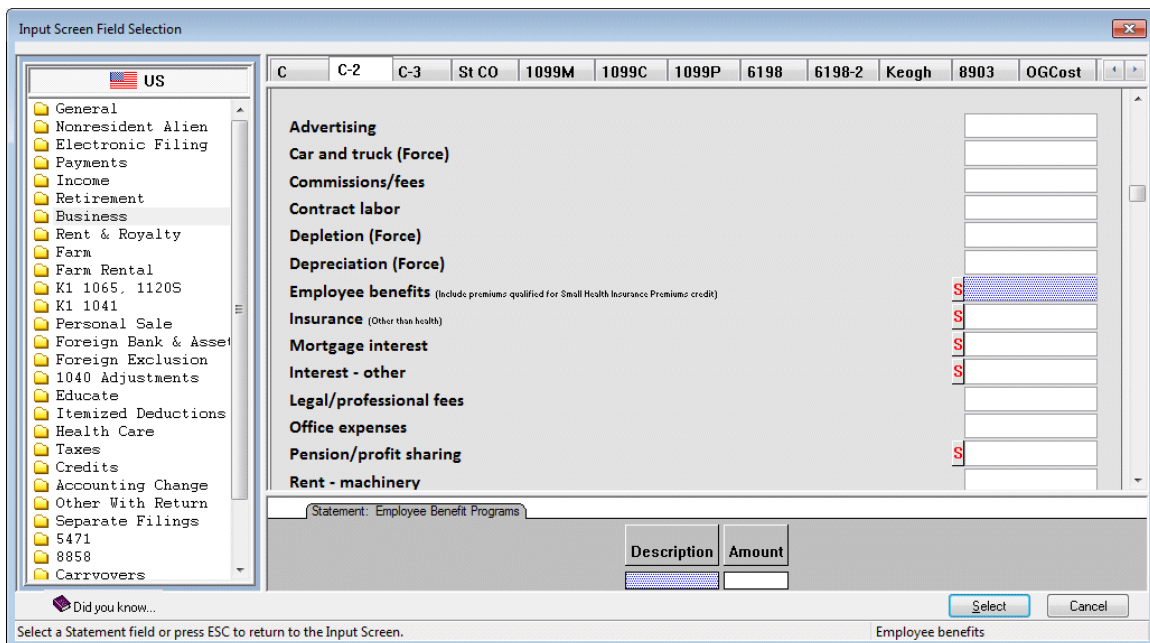 Input Screen Field Selection
US
General
Nonresident Alien
Electronic Filing
Payments
Income
Retirement
Business
Rent & Royalty
Farm
Farm Rental
K1 1065, 1120S
K1 1041
Personal Sale
Foreign Bank & Asset
Foreign Exclusion
1040 Adjustments
Educate
Itemized Deductions
Health Care
Taxes
Credits
Accounting Change
Other With Return
Separate Filings
5471
8858
Carryovers
C C-2 C-3 St CO 1099M 1099C 1099P 6198 6198-2 Keogh 8903 OGCost
Advertising
Car and truck (Force)
Commissions/fees
Contract labor
Depletion (Force)
Depreciation (Force)
Employee benefits (Include premiums qualified for Small Health Insurance Premiums credit) S
Insurance (Other than health) S
Mortgage interest S
Interest - other S
Legal/professional fees
Office expenses
Pension/profit sharing S
Rent - machinery
Statement: Employee Benefit Programs
Description Amount
Did you know...
Select Cancel
Select a Statement field or press ESC to return to the Input Screen. Employee benefits